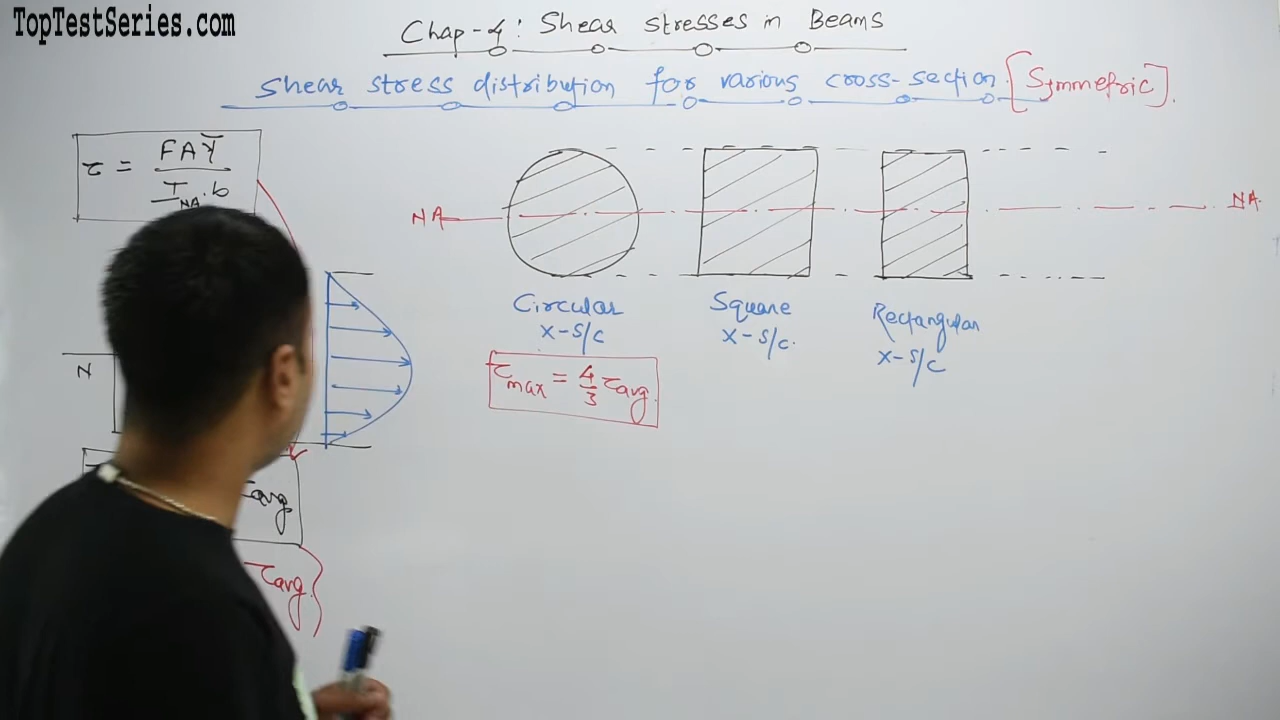 TopTestSeries.com
Chap-4: Shear stresses in Beams
Shear stress distribution for various cross-section [Symmetric].
τ = FAȲ / I_NA . b
NA
NA
N
Circular
X-S/C
Square
X-S/C.
Rectangular
X-S/C
τmax = 4/3 τavg.
τavg
τavg.